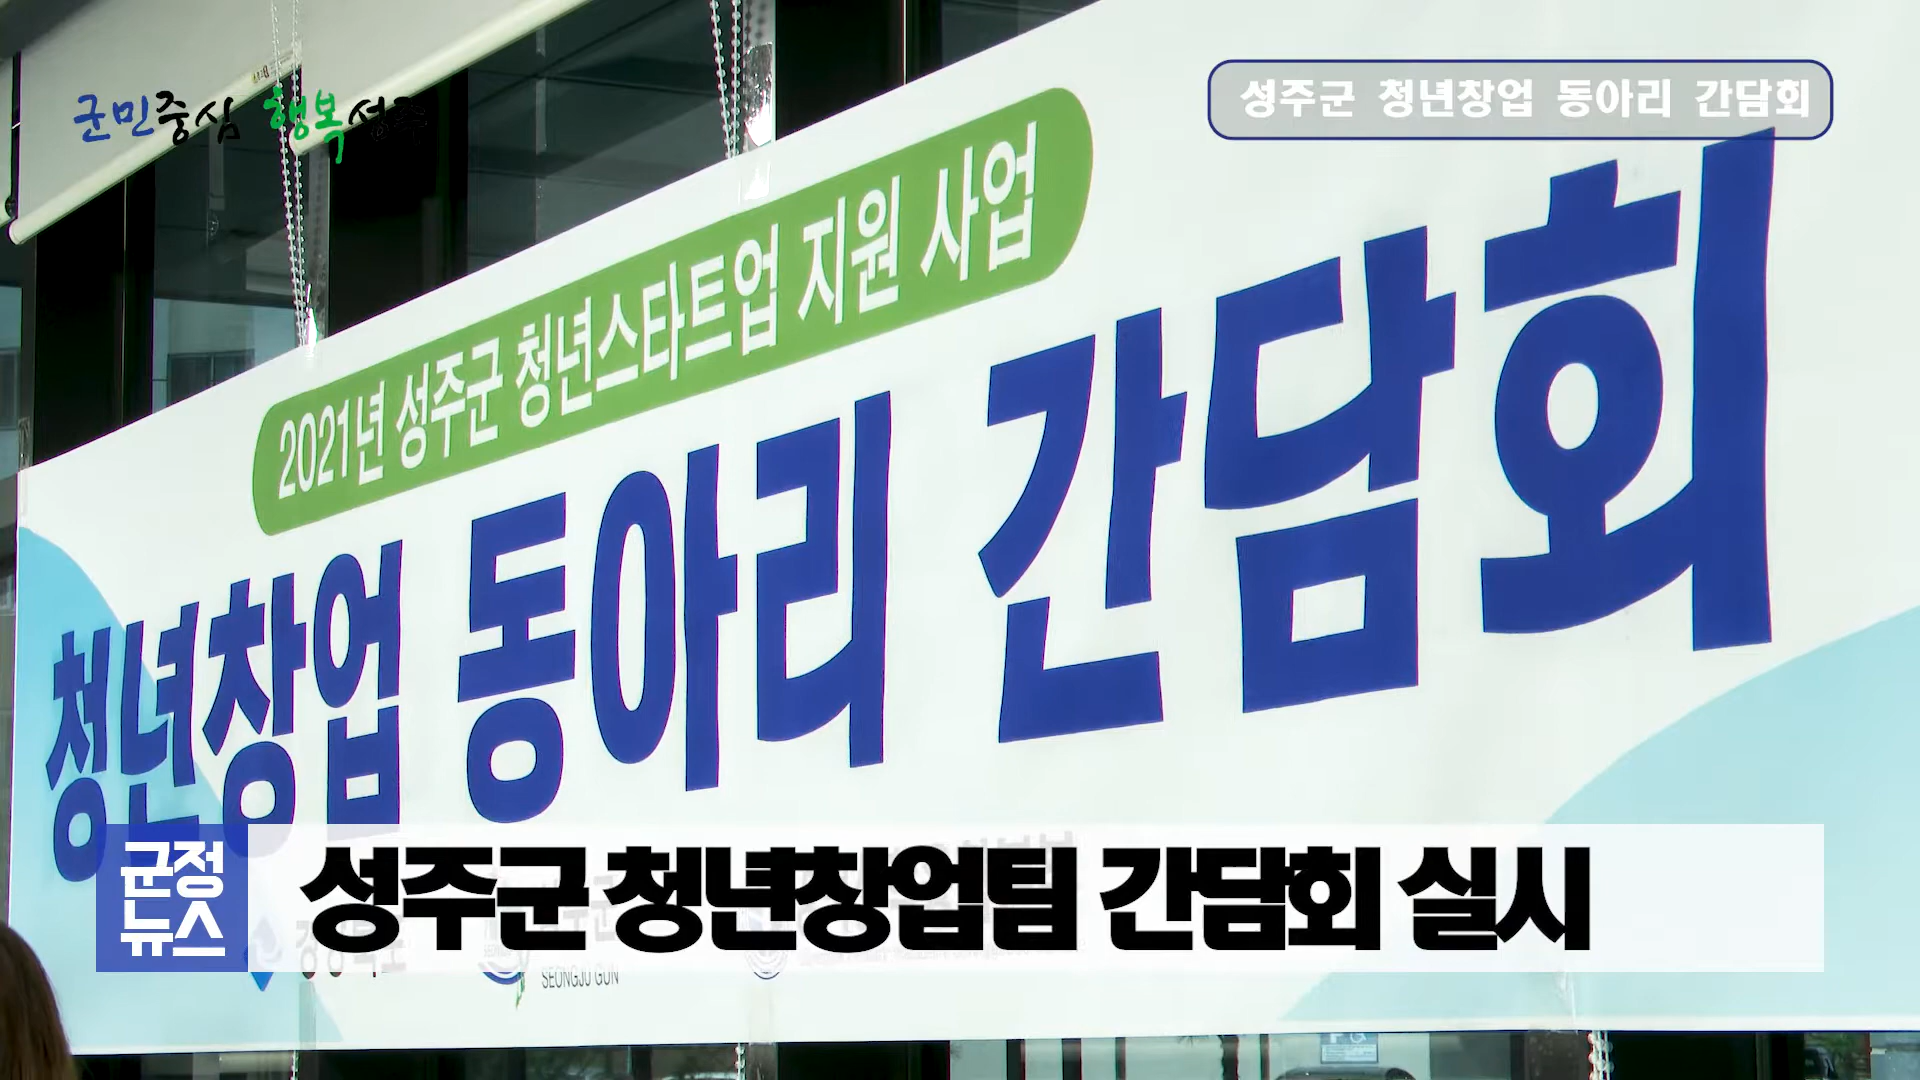 군민중심 행복성주
성주군 청년창업 동아리 간담회
2021년 성주군 청년스타트업 지원 사업
청년창업 동아리 간담회
군정
뉴스
성주군 청년창업팀 간담회 실시
SEONGJU GUN